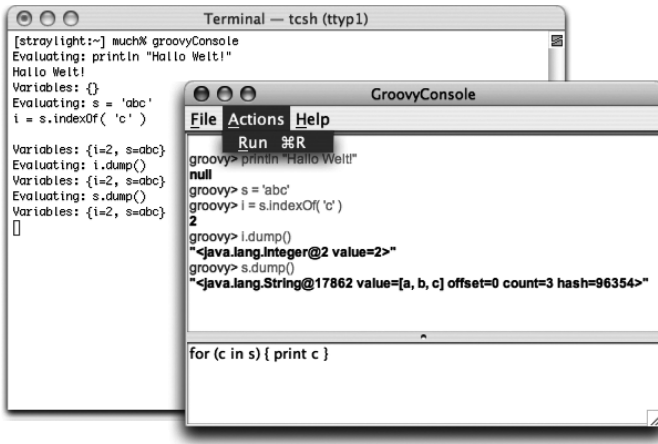 Terminal — tcsh (ttyp1)
[straylight:~] much% groovyConsole
Evaluating: println "Hallo Welt!"
Hallo Welt!
Variables: {}
Evaluating: s = 'abc'
i = s.indexOf( 'c' )
Variables: {i=2, s=abc}
Evaluating: i.dump()
Variables: {i=2, s=abc}
Evaluating: s.dump()
Variables: {i=2, s=abc}
GroovyConsole
File Actions Help
Run ⌘R
groovy> println "Hallo Welt!"
null
groovy> s = 'abc'
groovy> i = s.indexOf( 'c' )
2
groovy> i.dump()
"<java.lang.Integer@2 value=2>"
groovy> s.dump()
"<java.lang.String@17862 value=[a, b, c] offset=0 count=3 hash=96354>"
for (c in s) { print c }